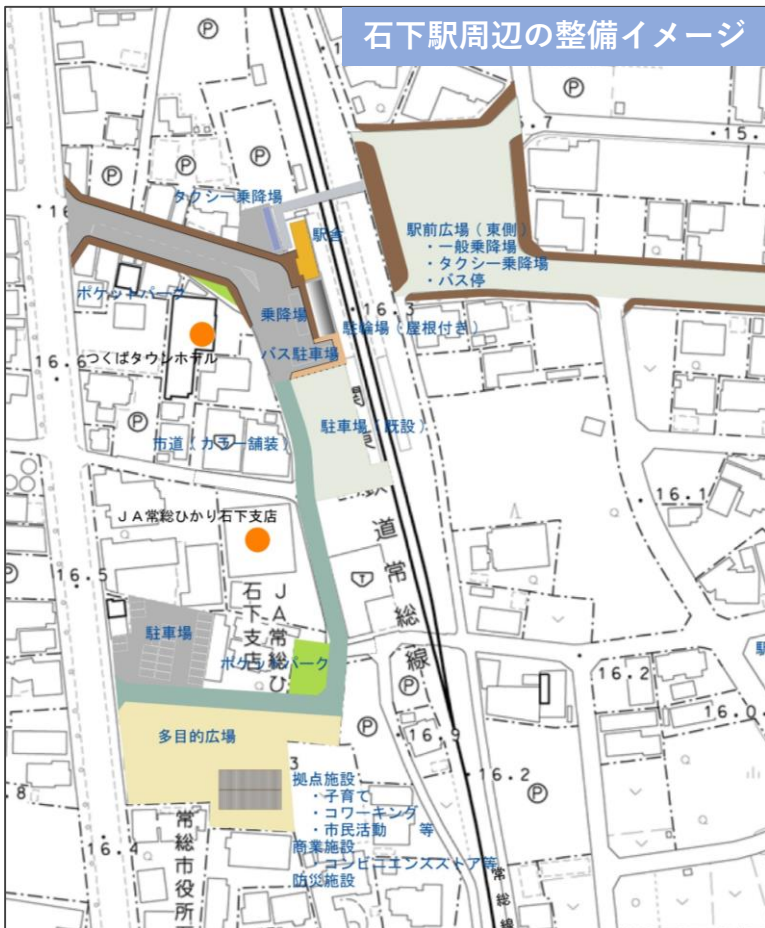 石下駅周辺の整備イメージ
Ⓟ
Ⓟ
・15.
Ⓟ
Ⓟ
Ⓟ
タクシー乗降場
駅舎
駅前広場（東側）
・一般乗降場
・タクシー乗降場
・バス停
ポケットパーク
乗降場
・16.3
駐輪場（屋根付き）
つくばタウンホール
バス駐車場
16.6
Ⓟ
市道（カラー舗装）
駐車場（既設）
・16.1
JA常総ひかり石下支店
鉄道常総線
16.5
JA常総ひ
石下支店
駐車場
ポケットパーク
16.2
Ⓟ
16.0
多目的広場
Ⓟ
・16.9
・16.2
Ⓟ
拠点施設
・子育て
・コワーキング
・市民活動　等
商業施設
・コンビニエンスストア等
防災施設
16.4
常総市役所
常総線